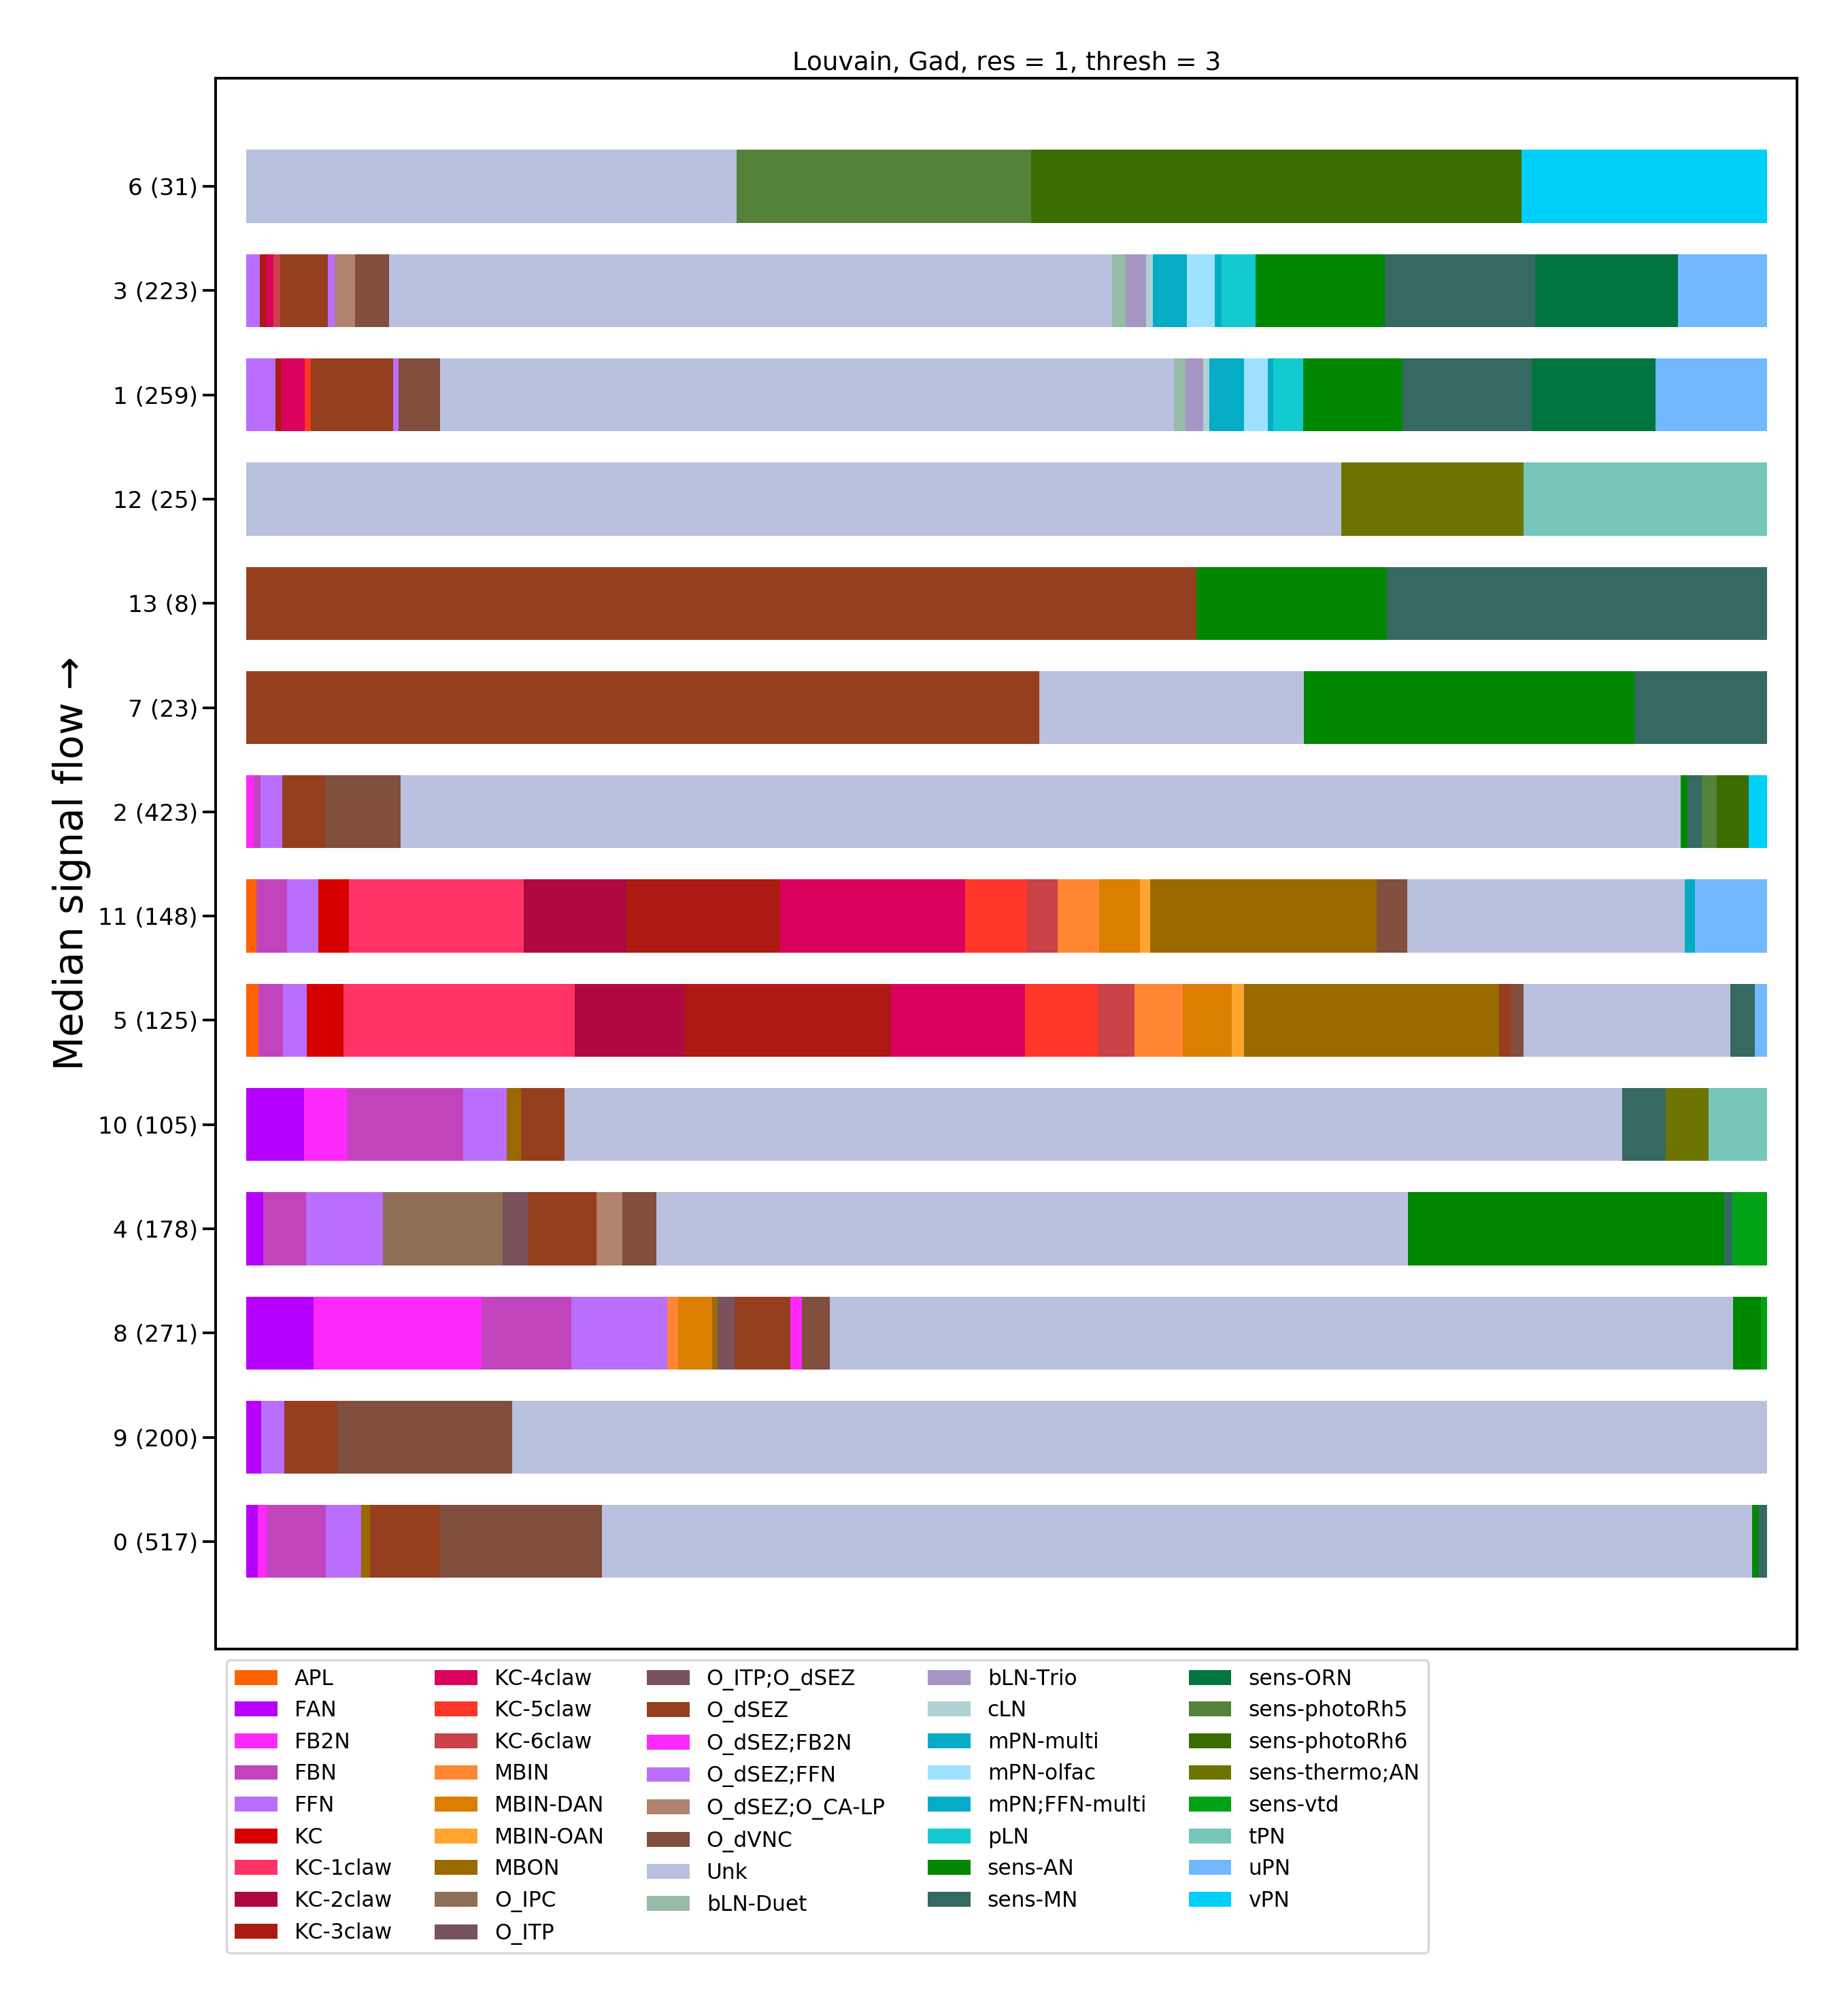 Louvain, Gad, res = 1, thresh = 3
Median signal flow →
6 (31)
3 (223)
1 (259)
12 (25)
13 (8)
7 (23)
2 (423)
11 (148)
5 (125)
10 (105)
4 (178)
8 (271)
9 (200)
0 (517)
APL
FAN
FB2N
FBN
FFN
KC
KC-1claw
KC-2claw
KC-3claw
KC-4claw
KC-5claw
KC-6claw
MBIN
MBIN-DAN
MBIN-OAN
MBON
O_IPC
O_ITP
O_ITP;O_dSEZ
O_dSEZ
O_dSEZ;FB2N
O_dSEZ;FFN
O_dSEZ;O_CA-LP
O_dVNC
Unk
bLN-Duet
bLN-Trio
cLN
mPN-multi
mPN-olfac
mPN;FFN-multi
pLN
sens-AN
sens-MN
sens-ORN
sens-photoRh5
sens-photoRh6
sens-thermo;AN
sens-vtd
tPN
uPN
vPN